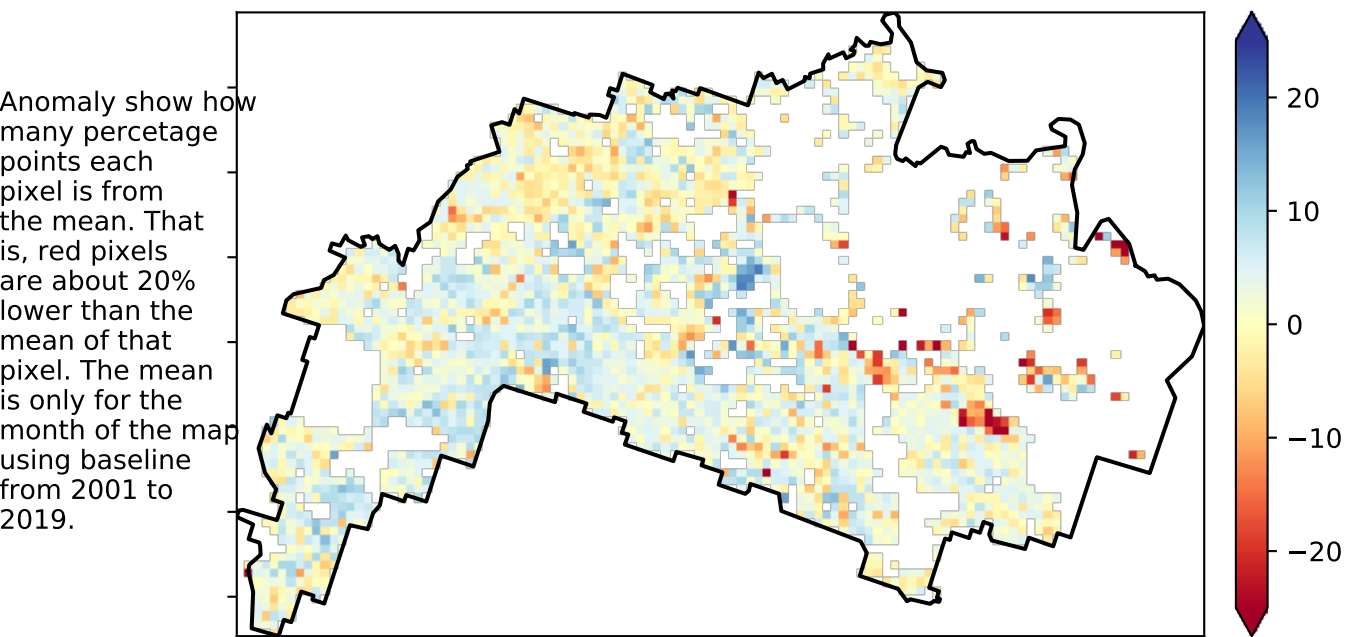 Anomaly show how
many percetage
points each
pixel is from
the mean. That
is, red pixels
are about 20%
lower than the
mean of that
pixel. The mean
is only for the
month of the map
using baseline
from 2001 to
2019.
20
10
0
−10
−20